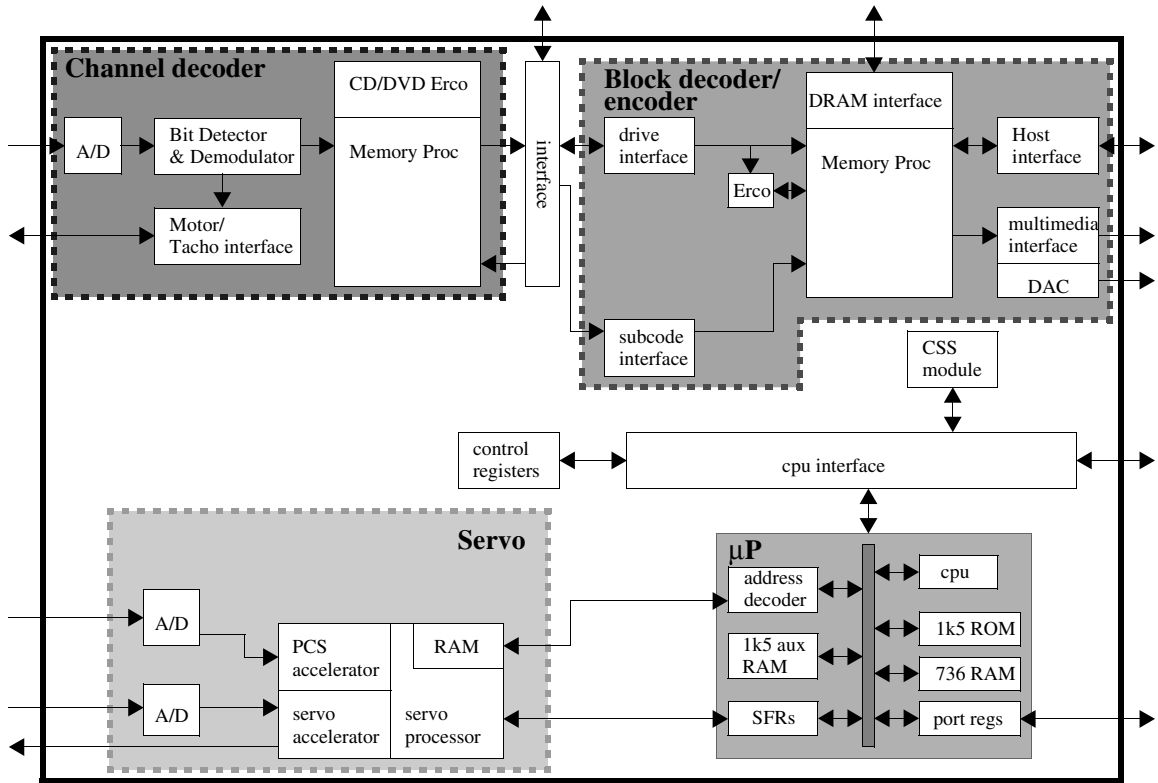 Channel decoder
CD/DVD Erco
Memory Proc
A/D
Bit Detector
& Demodulator
Motor/
Tacho interface
interface
Block decoder/
encoder
drive
interface
Erco
subcode
interface
DRAM interface
Memory Proc
Host
interface
multimedia
interface
DAC
CSS
module
control
registers
cpu interface
Servo
A/D
A/D
PCS
accelerator
RAM
servo
accelerator
servo
processor
μP
address
decoder
1k5 aux
RAM
SFRs
cpu
1k5 ROM
736 RAM
port regs